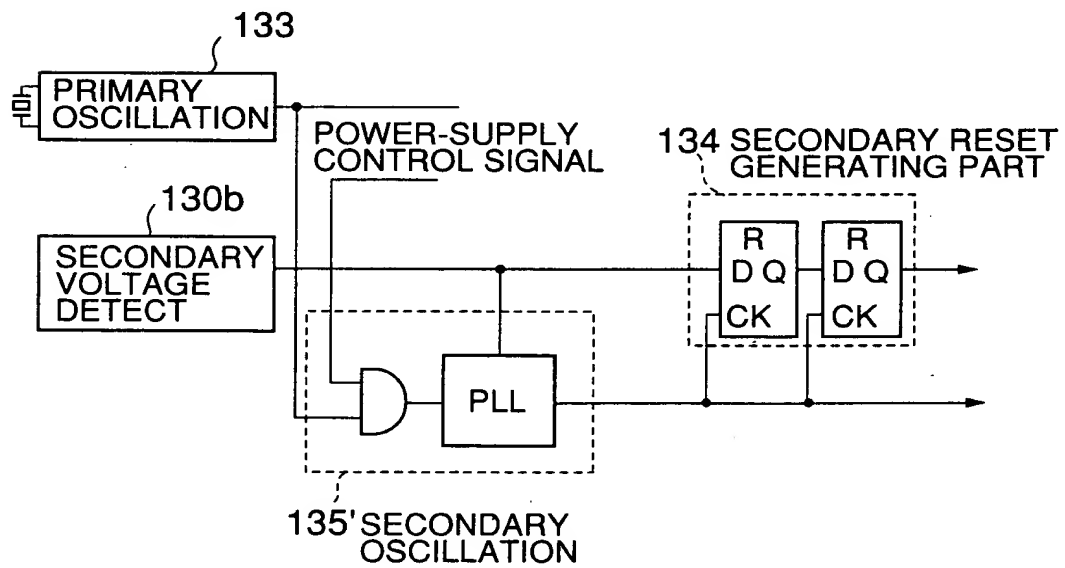 133
PRIMARY
OSCILLATION
POWER-SUPPLY
CONTROL SIGNAL
134 SECONDARY RESET
GENERATING PART
130b
SECONDARY
VOLTAGE
DETECT
R
D Q
CK
R
D Q
CK
PLL
135' SECONDARY
OSCILLATION